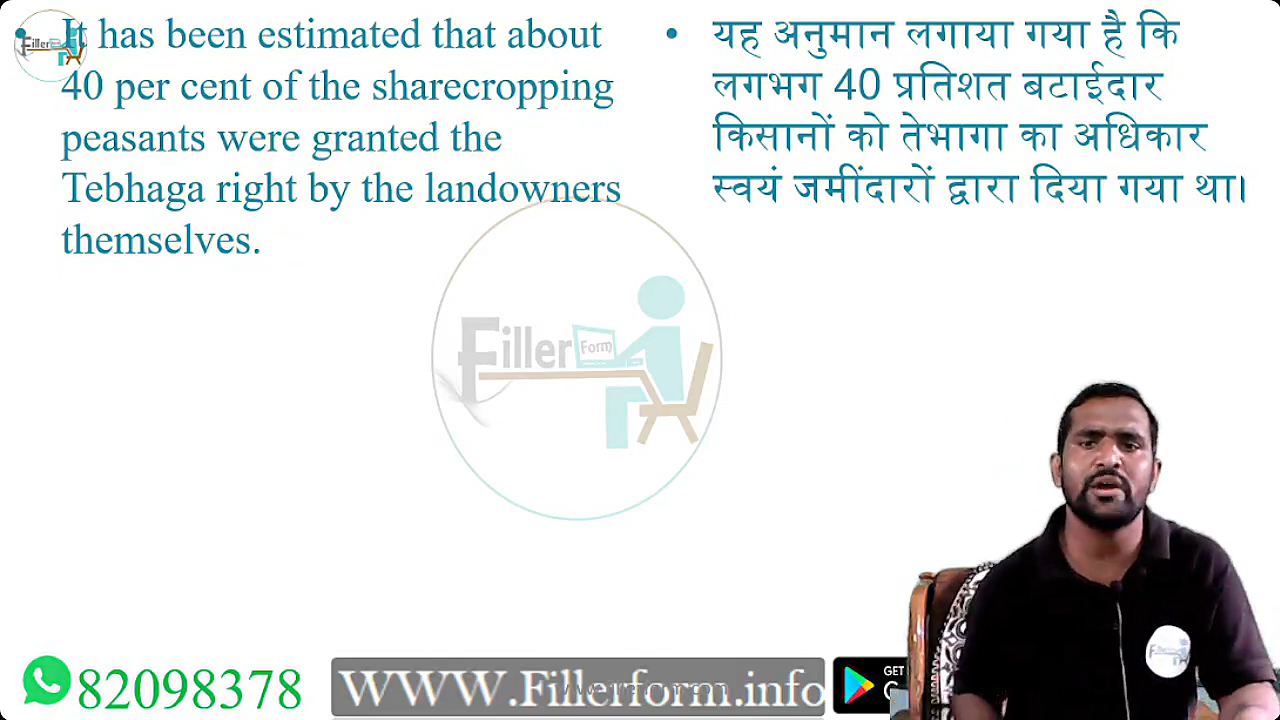 • It has been estimated that about
40 per cent of the sharecropping
peasants were granted the
Tebhaga right by the landowners
themselves.
• यह अनुमान लगाया गया है कि
लगभग 40 प्रतिशत बटाईदार
किसानों को तेभागा का अधिकार
स्वयं जमींदारों द्वारा दिया गया था।
Filler Form
82098378
WWW.Fillerform.info
GET